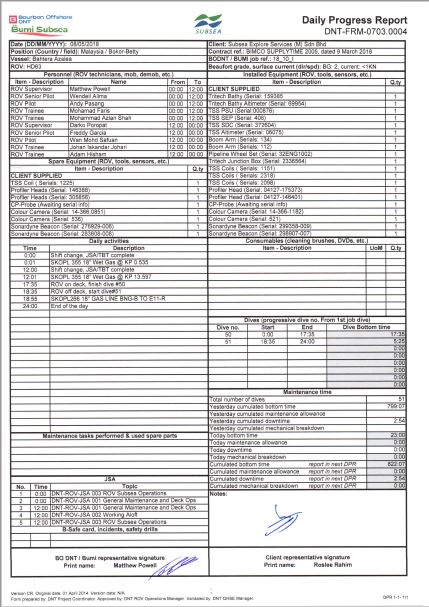 Bourbon Offshore
DNT
Bumi Subsea
SUBSEA
Daily Progress Report
DNT-FRM-0703.0004
Date (DD/MM/YYYY): 08/05/2018
Client: Subsea Explore Services (M) Sdn Bhd
Position (Country / field): Malaysia / Bokor-Betty
Contract ref.: BIMCO SUPPLYTIME 2005, dated 9 March 2018
Vessel: Bahtera Azalea
BODNT / BUMI job ref.: 18_10_I
ROV: HD63
Beaufort grade, surface current (dir/spd): BG: 2, current: <1KN
Personnel (ROV technicians, mob, demob, etc.)
Installed Equipment (ROV, tools, sensors, etc.)
Item - Description Name From To
Item - Description Q.ty
ROV Supervisor Matthew Powell 00:00 12:00
CLIENT SUPPLIED
ROV Senior Pilot Wendell Alima 00:00 12:00
Tritech Bathy (Serial: 159385 1
ROV Pilot Andy Pasang 00:00 12:00
Tritech Bathy Altimeter (Serial: 69954) 1
ROV Trainee Mohamad Faris 00:00 12:00
TSS PSU (Serial:000876) 1
ROV Trainee Mohammad Azlan Shah 00:00 12:00
TSS SEP (Serial: 406) 1
ROV Supervisor Darko Poropat 12:00 00:00
TSS SDC (Serial: 372604) 1
ROV Senior Pilot Freddy Garcia 12:00 00:00
TSS Altimeter (Serial: 06075) 1
ROV Pilot Wan Mohd Safuan 12:00 00:00
Boom Arm (Serial: 134) 1
ROV Trainee Johan Iskandar Johari 12:00 00:00
Boom Arm (Serial: 112) 1
ROV Trainee Adam Hisham 12:00 00:00
Pipeline Wheel Set (Serial: 32ENG1002) 1
Spare Equipment (ROV, tools, sensors, etc.)
Tritech Junction Box (Serial: 2336564) 1
Item - Description Q.ty
TSS Coils (Serial: 1151) 1
CLIENT SUPPLIED
TSS Coils (Serial: 2318) 1
TSS Coil (Serials: 1225) 1
TSS Coils (Serial: 2098) 1
Profiler Heads (Serial: 146388) 1
Profiler Head (Serial: 04127-175373) 1
Profiler Heads (Serial: 305856) 1
Profiler Head (Serial: 04127-146401) 1
CP-Probe (Awaiting serial info) 1
CP-Probe (Awaiting serial info) 1
Colour Camera (Serial: 14-366.0851) 1
Colour Camera (Serial: 14-366-1182) 1
Colour Camera (Serial: 536) 1
Colour Camera (Serial: 521) 1
Sonardyne Beacon (Serial: 276929-006) 1
Sonardyne Beacon (Serial: 299358-009) 1
Sonardyne Beacon (Serial: 283608-008) 1
Sonardyne Beacon (Serial: 298907-007) 1
Daily activities
Consumables (cleaning brushes, DVDs, etc.)
Time Description
Item - Description UoM Q.ty
0:00 Shift change, JSA/TBT complete
0:01 SKOPL 355 18" Wet Gas @ KP 0.535
12:00 Shift change, JSA/TBT complete
12:01 SKOPL355 18" Wet Gas @ KP 13.597
17:35 ROV on deck, finish dive #50
18:35 ROV off deck, start dive#51
18:55 SKOPL266 18" GAS LINE BNG-B TO E11-R
24:00 End of the day
Dives (progressive dive no. From 1st job dive)
Dive no. Start End Dive Bottom time
50 0:00 17:35 17:35
51 18:35 24:00 5:25
0:00
0:00
0:00
0:00
0:00
0:00
Maintenance time
Total number of dives 51
Yesterday cumulated bottom time 799:07
Yesterday cumulated maintenance allowance
Yesterday cumulated downtime 2:54
Yesterday cumulated mechanical breakdown
Maintenance tasks performed & used spare parts
Today bottom time 23:00
Today maintenance allowance 0:00
Today downtime 0:00
Today mechanical breakdown 0:00
Cumulated bottom time report in next DPR 822:07
Cumulated maintenance allowance report in next DPR 0:00
Cumulated downtime report in next DPR 2:54
Cumulated mechanical breakdown report in next DPR 0:00
JSA
Notes:
No. Time Topic
1 0:00 DNT-ROV-JSA 003 ROV Subsea Operations
2 0:00 DNT-ROV-JSA 001 General Maintenance and Deck Ops
3 12:00 DNT-ROV-JSA 001 General Maintenance and Deck Ops
4 12:00 DNT-ROV-JSA 002 Working Aloft
5 12:00 DNT-ROV-JSA 003 ROV Subsea Operations
B-Safe card, incidents, safety drills
BO DNT / Bumi representative signature
Client representative signature
Print name: Matthew Powell
Print name: Roslee Rahim
Version CR. Original date: 01 April 2014 Version date: N/A.
Form prepared by: DNT Project Coordinator. Approved by: DNT ROV Operations Manager. Validated by: DNT QHSE Manager.
DPR 1-1- 1/1